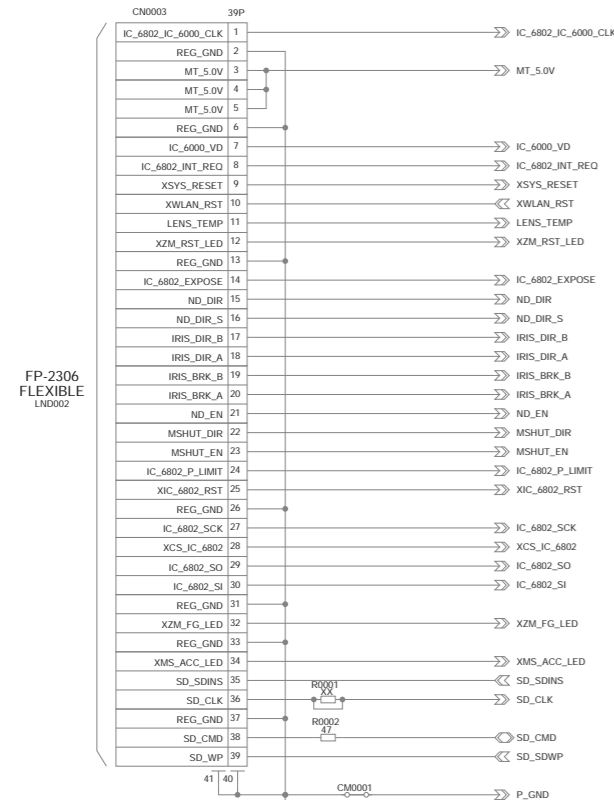 CN0003 39P
IC_6802_IC_6000_CLK 1 IC_6802_IC_6000_CLK
REG_GND 2
MT_5.0V 3 MT_5.0V
MT_5.0V 4
MT_5.0V 5
REG_GND 6
IC_6000_VD 7 IC_6000_VD
IC_6802_INT_REQ 8 IC_6802_INT_REQ
XSYS_RESET 9 XSYS_RESET
XWLAN_RST 10 XWLAN_RST
LENS_TEMP 11 LENS_TEMP
XZM_RST_LED 12 XZM_RST_LED
REG_GND 13
IC_6802_EXPOSE 14 IC_6802_EXPOSE
ND_DIR 15 ND_DIR
ND_DIR_S 16 ND_DIR_S
IRIS_DIR_B 17 IRIS_DIR_B
IRIS_DIR_A 18 IRIS_DIR_A
FP-2306
FLEXIBLE
LND002
IRIS_BRK_B 19 IRIS_BRK_B
IRIS_BRK_A 20 IRIS_BRK_A
ND_EN 21 ND_EN
MSHUT_DIR 22 MSHUT_DIR
MSHUT_EN 23 MSHUT_EN
IC_6802_P_LIMIT 24 IC_6802_P_LIMIT
XIC_6802_RST 25 XIC_6802_RST
REG_GND 26
IC_6802_SCK 27 IC_6802_SCK
XCS_IC_6802 28 XCS_IC_6802
IC_6802_SO 29 IC_6802_SO
IC_6802_SI 30 IC_6802_SI
REG_GND 31
XZM_FG_LED 32 XZM_FG_LED
REG_GND 33
XMS_ACC_LED 34 XMS_ACC_LED
SD_SDINS 35 SD_SDINS
R0001
XX
SD_CLK 36 SD_CLK
REG_GND 37
R0002
47
SD_CMD 38 SD_CMD
SD_WP 39 SD_SDWP
41 40
CM0001 P_GND